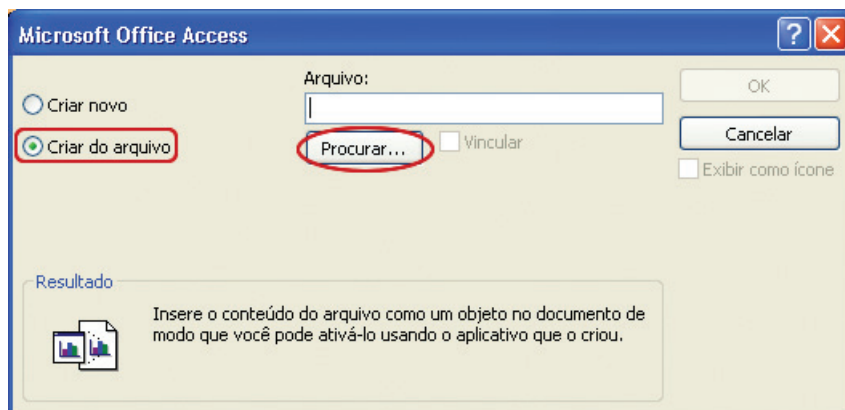 Microsoft Office Access
?
X
Arquivo:
Criar novo
OK
Criar do arquivo
Procurar...
Vincular
Cancelar
Exibir como ícone
Resultado
Insere o conteúdo do arquivo como um objeto no documento de
modo que você pode ativá-lo usando o aplicativo que o criou.